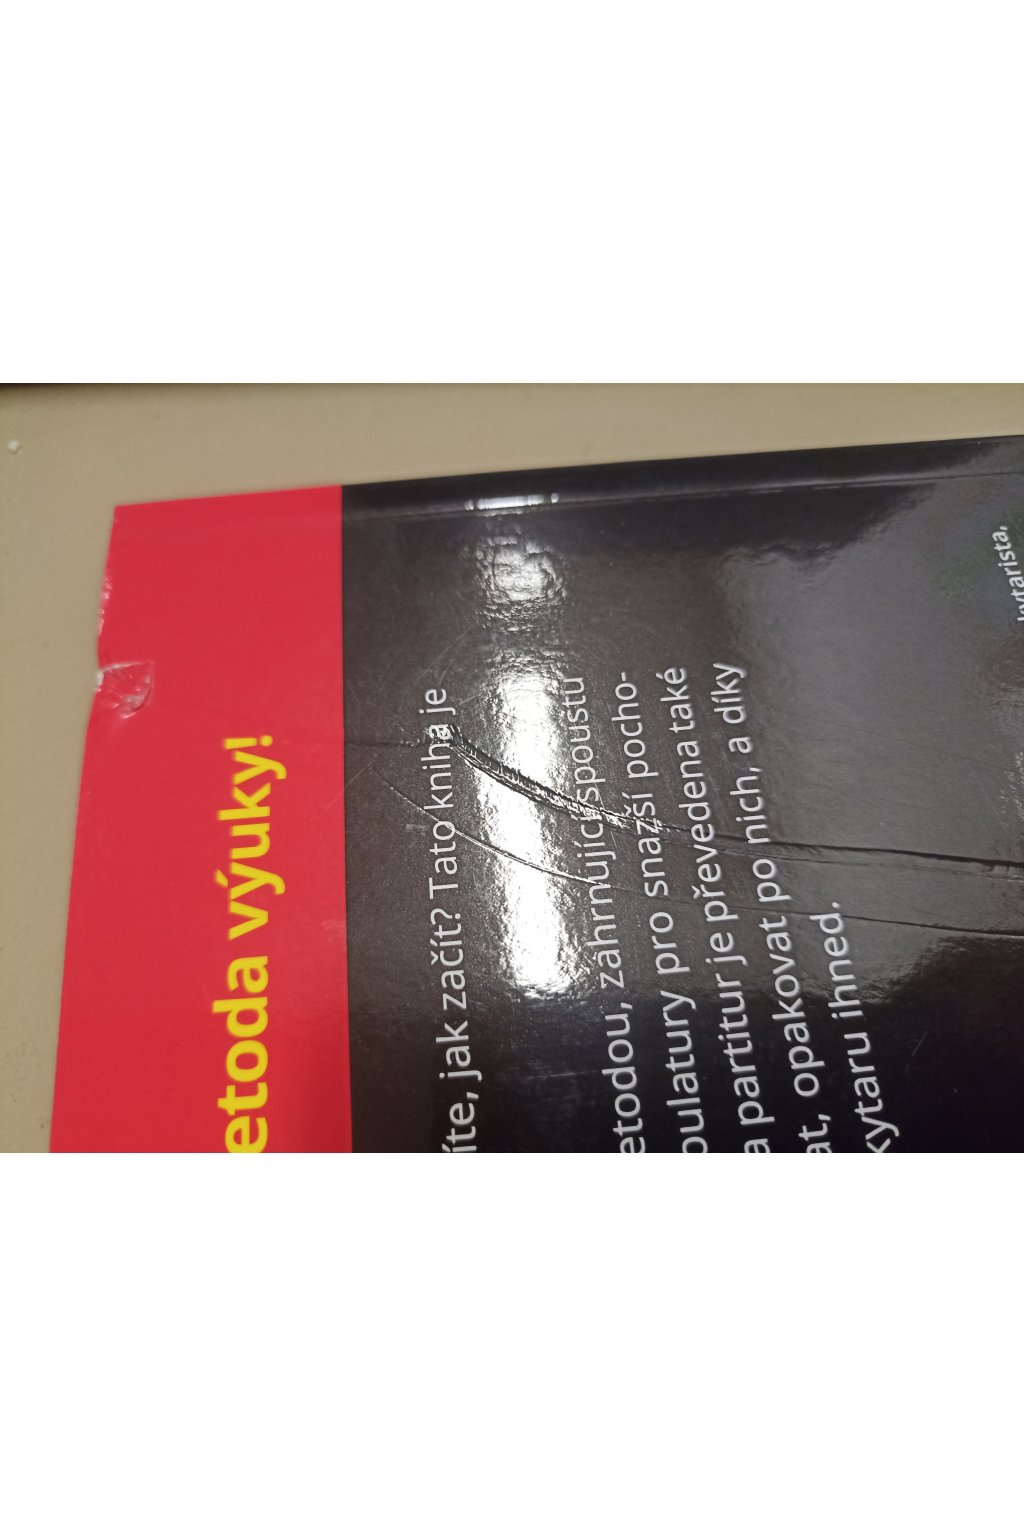 etoda výuky!
íte, jak začít? Tato kniha je
etodou, zahrnující spoustu
oulatury pro snazší pocho-
a partitur je převedena také
at, opakovat po nich, a díky
kytaru ihned.
kytarista,